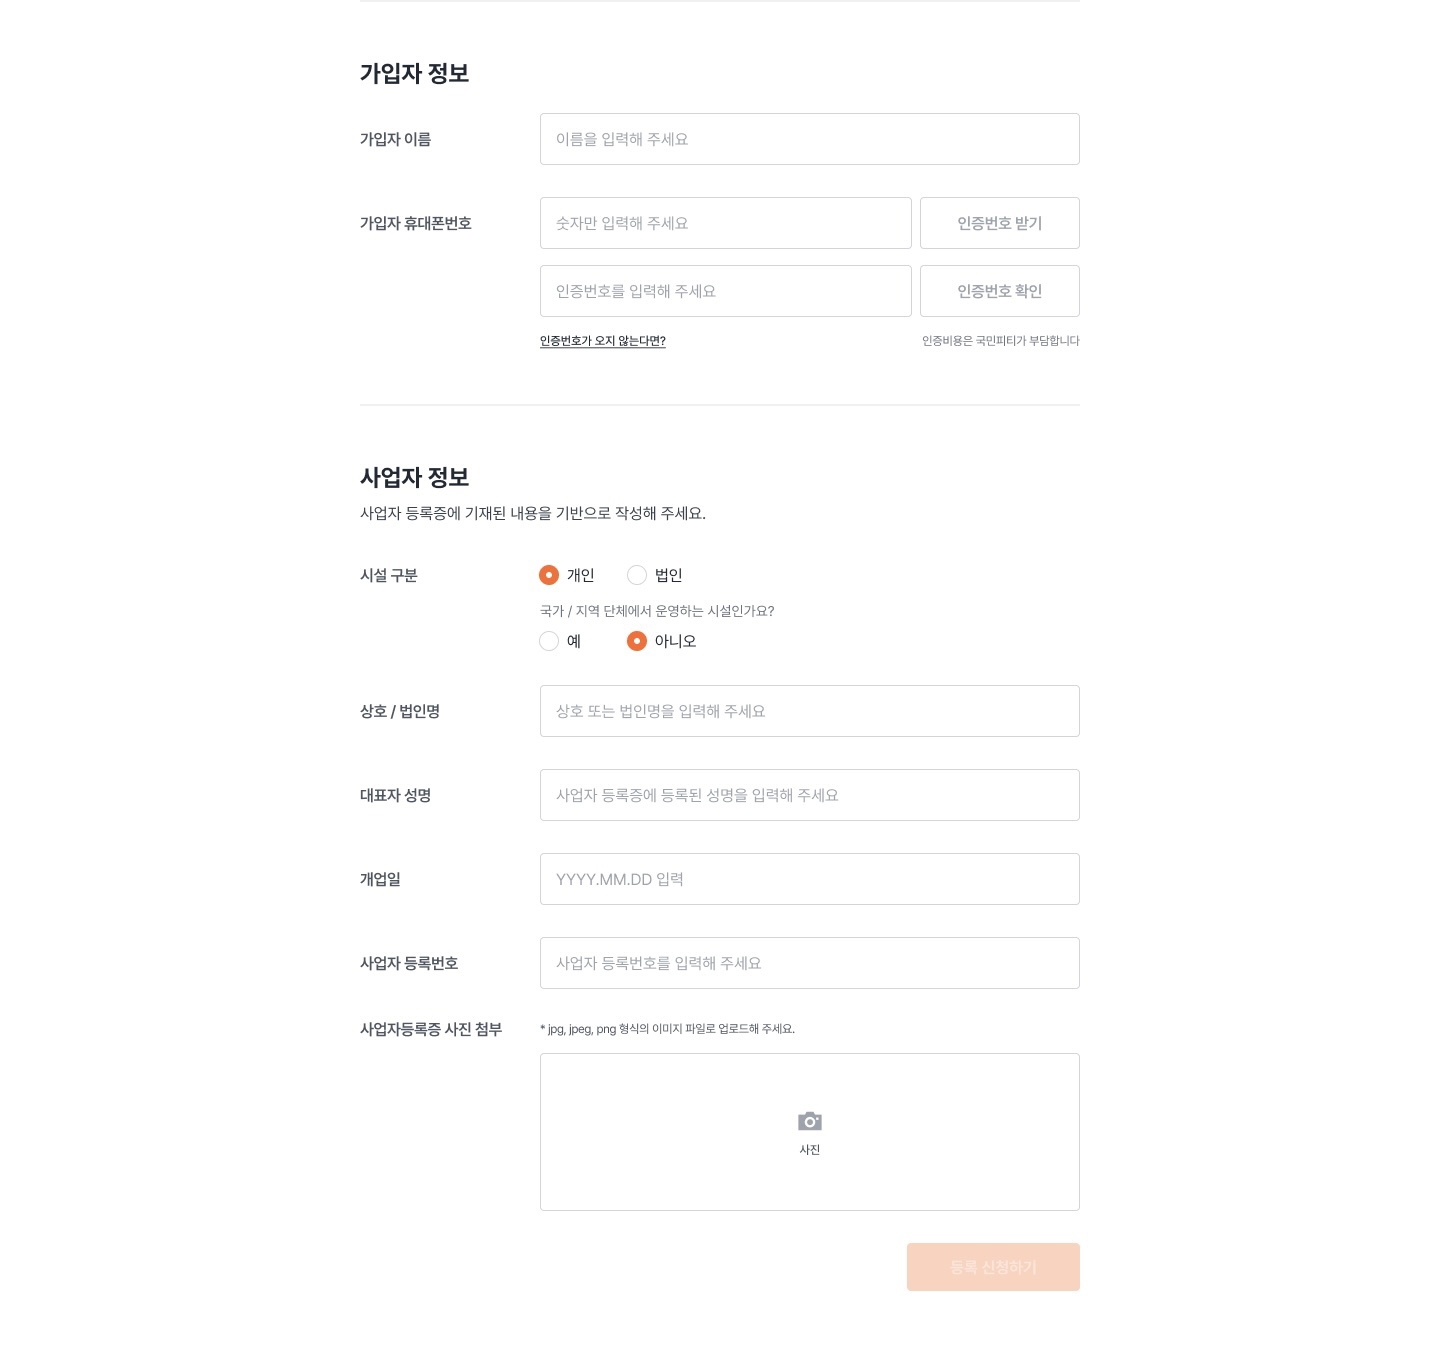 가입자 정보
가입자 이름
이름을 입력해 주세요
가입자 휴대폰번호
숫자만 입력해 주세요
인증번호 받기
인증번호를 입력해 주세요
인증번호 확인
인증번호가 오지 않는다면?
인증비용은 국민피티가 부담합니다
사업자 정보
사업자 등록증에 기재된 내용을 기반으로 작성해 주세요.
시설 구분
개인
법인
국가 / 지역 단체에서 운영하는 시설인가요?
예
아니오
상호 / 법인명
상호 또는 법인명을 입력해 주세요
대표자 성명
사업자 등록증에 등록된 성명을 입력해 주세요
개업일
YYYY.MM.DD 입력
사업자 등록번호
사업자 등록번호를 입력해 주세요
사업자등록증 사진 첨부
* jpg, jpeg, png 형식의 이미지 파일로 업로드해 주세요.
사진
등록 신청하기